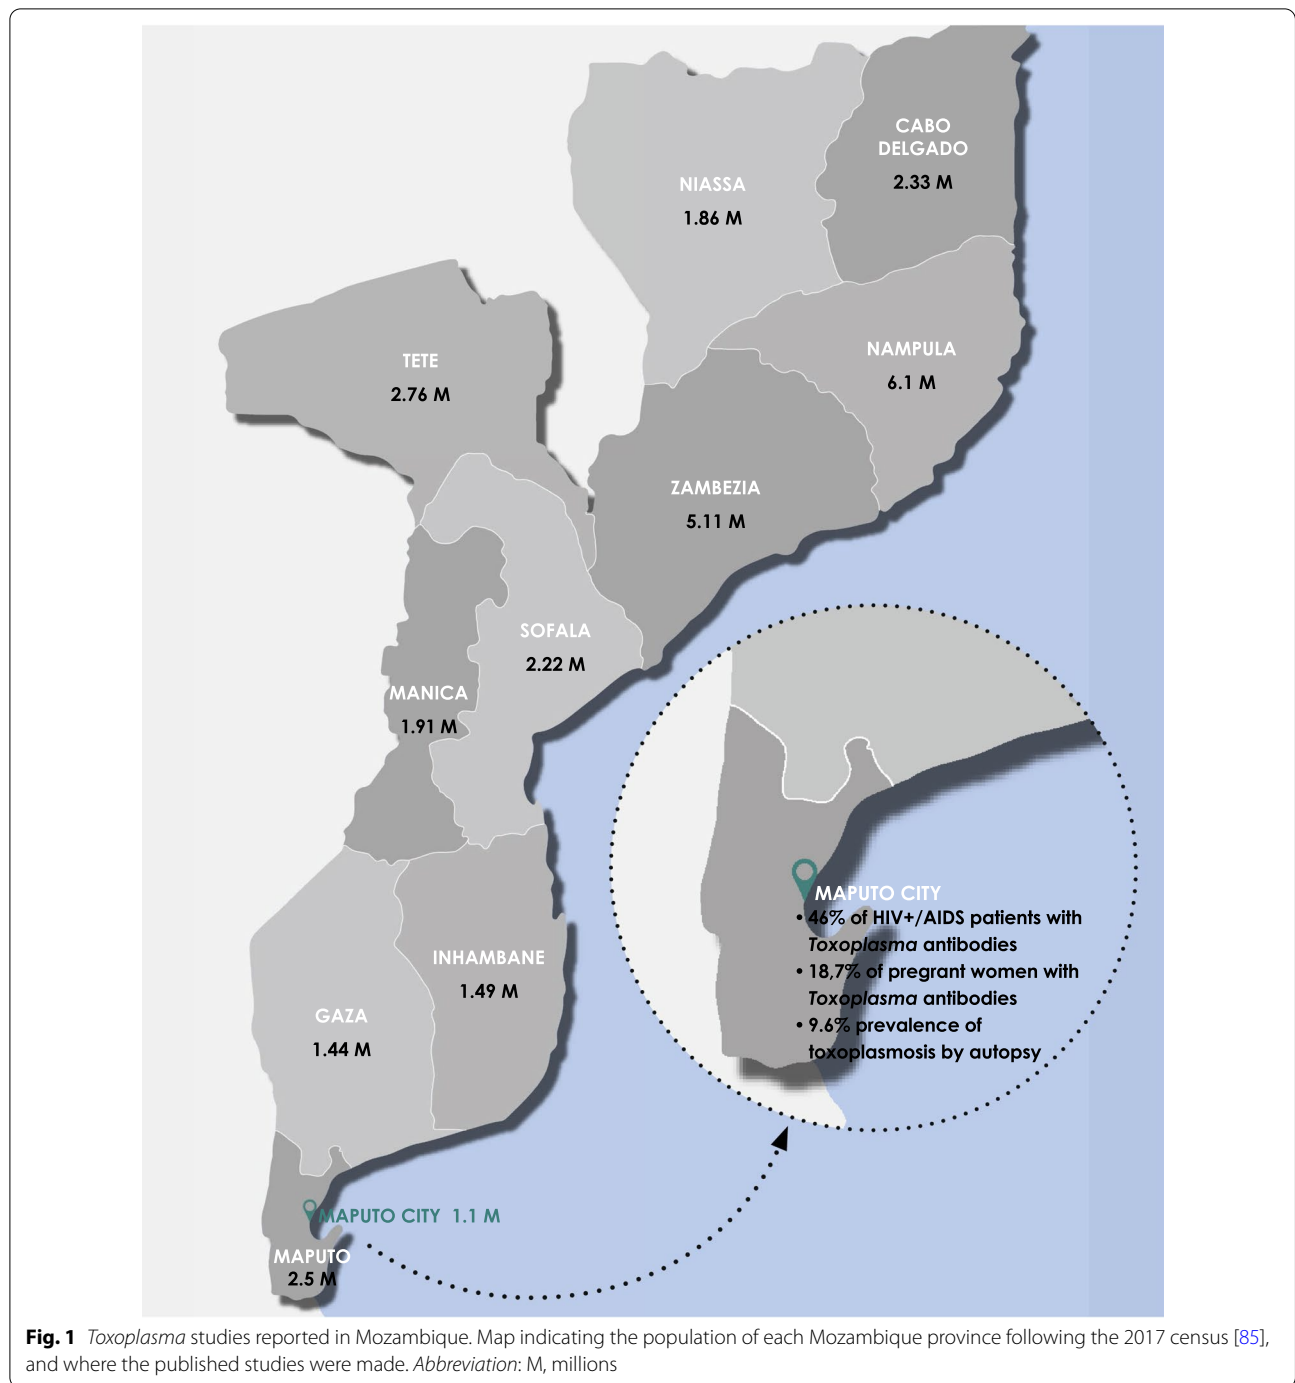 CABO
DELGADO
2.33 M
NIASSA
1.86 M
NAMPULA
6.1 M
TETE
2.76 M
ZAMBEZIA
5.11 M
SOFALA
2.22 M
MANICA
1.91 M
MAPUTO CITY
• 46% of HIV+/AIDS patients with
Toxoplasma antibodies
• 18,7% of pregrant women with
Toxoplasma antibodies
• 9.6% prevalence of
toxoplasmosis by autopsy
INHAMBANE
1.49 M
GAZA
1.44 M
MAPUTO CITY 1.1 M
MAPUTO
2.5 M
Fig. 1 Toxoplasma studies reported in Mozambique. Map indicating the population of each Mozambique province following the 2017 census [85],
and where the published studies were made. Abbreviation: M, millions